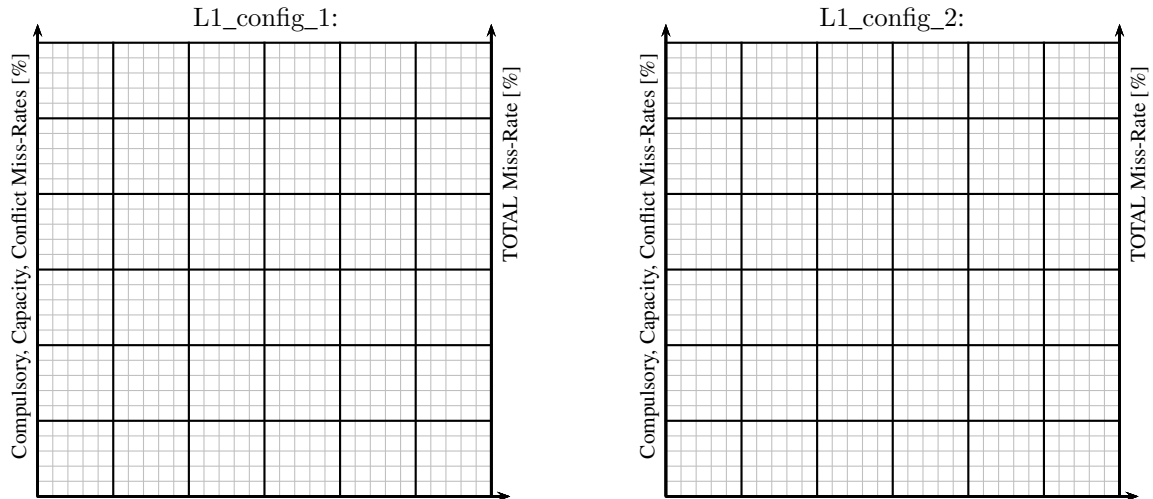 L1_config_1:
Compulsory, Capacity, Conflict Miss-Rates [%]
TOTAL Miss-Rate [%]
L1_config_2:
Compulsory, Capacity, Conflict Miss-Rates [%]
TOTAL Miss-Rate [%]